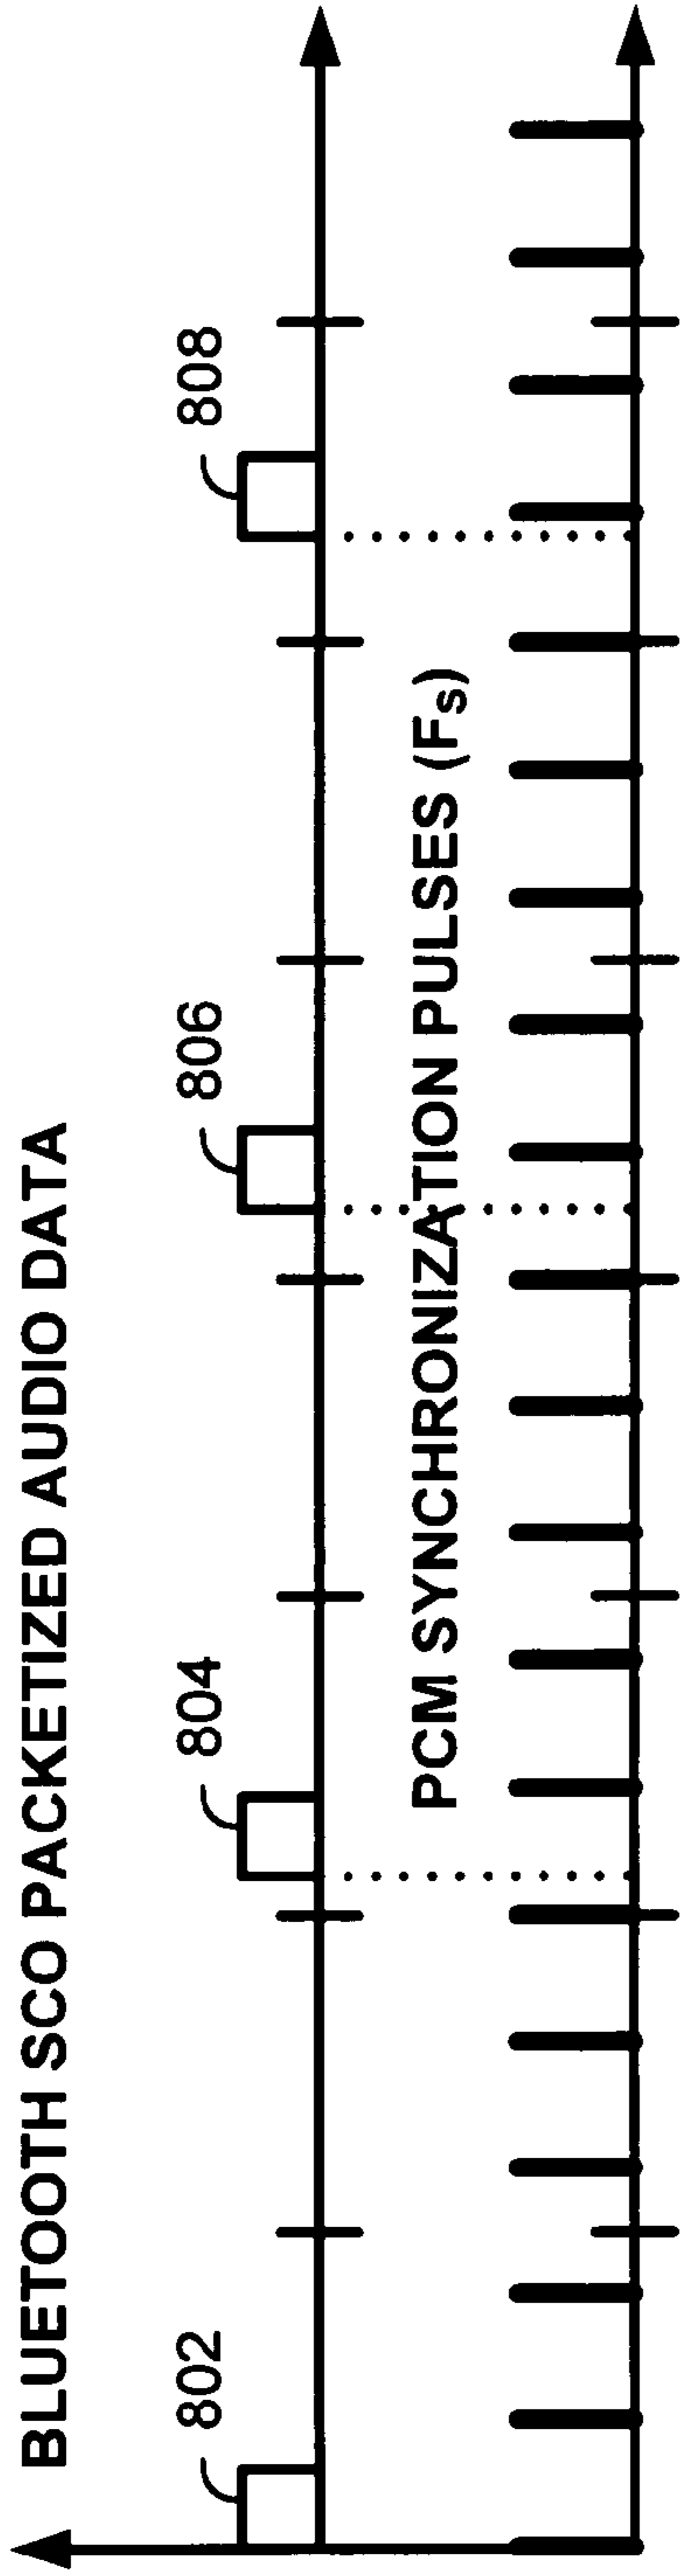 BLUETOOTH SCO PACKETIZED AUDIO DATA
802
804
806
808
PCM SYNCHRONIZATION PULSES (Fs)